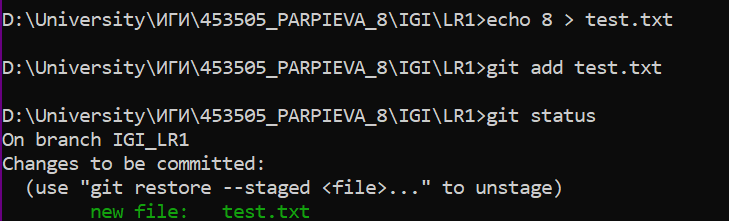 D:\University\ИГИ\453505_PARPIEVA_8\IGI\LR1>echo 8 > test.txt
D:\University\ИГИ\453505_PARPIEVA_8\IGI\LR1>git add test.txt
D:\University\ИГИ\453505_PARPIEVA_8\IGI\LR1>git status
On branch IGI_LR1
Changes to be committed:
  (use "git restore --staged <file>..." to unstage)
        new file:   test.txt